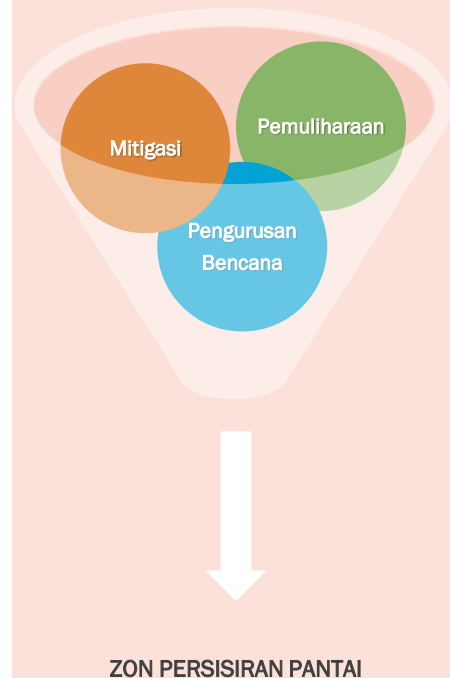 Pemuliharaan
Mitigasi
Pengurusan
Bencana
ZON PERSISIRAN PANTAI